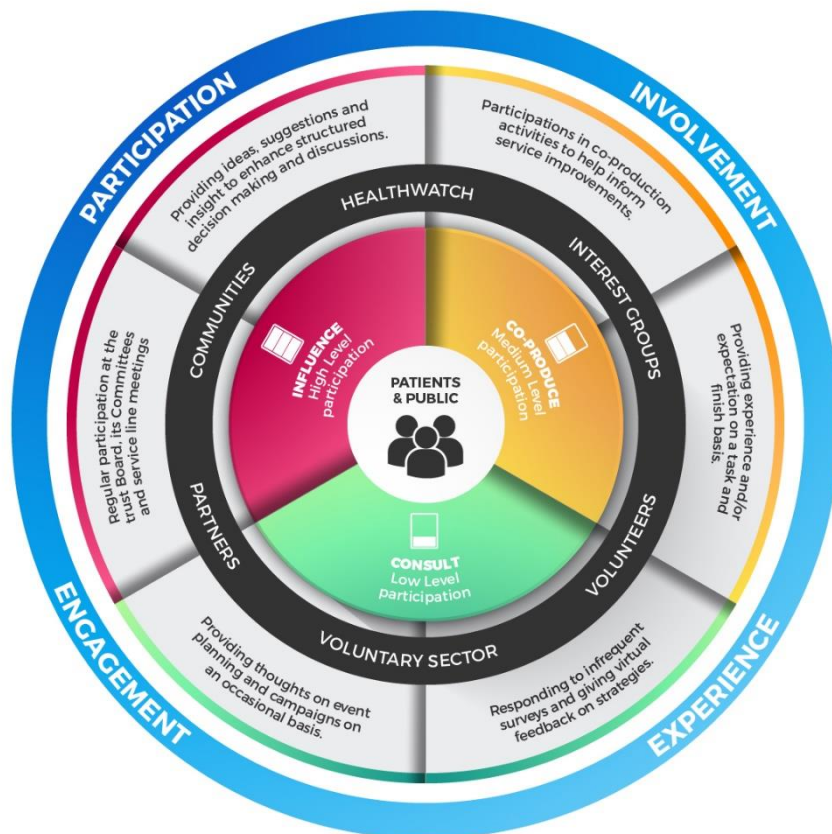 PARTICIPATION
INVOLVEMENT
Providing ideas, suggestions and
insight to enhance structured
decision making and discussions.
Participations in co-production
activities to help inform
service improvements.
HEALTHWATCH
COMMUNITIES
INTEREST GROUPS
INFLUENCE
High Level
participation
CO-PRODUCE
Medium Level
participation
PATIENTS
& PUBLIC
Regular participation at the
trust Board, its Committees
and service line meetings
Providing experience and/or
expectation on a task and
finish basis.
PARTNERS
VOLUNTEERS
CONSULT
Low Level
participation
VOLUNTARY SECTOR
Providing thoughts on event
planning and campaigns on
an occasional basis.
Responding to infrequent
surveys and giving virtual
feedback on strategies.
ENGAGEMENT
EXPERIENCE